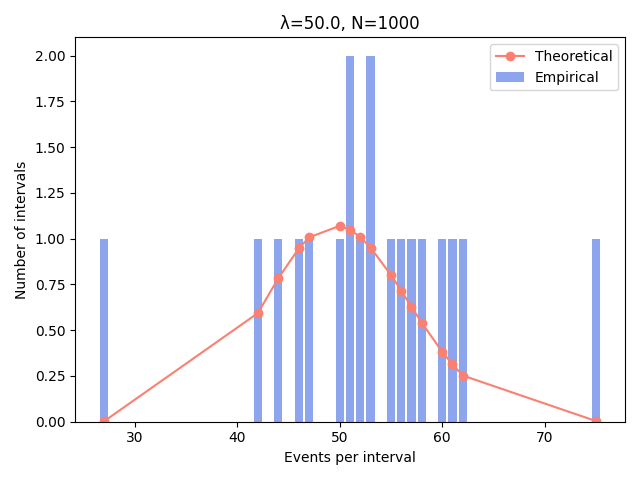 λ=50.0, N=1000
Theoretical
Empirical
2.00
1.75
1.50
1.25
1.00
0.75
0.50
0.25
0.00
Number of intervals
30 40 50 60 70
Events per interval